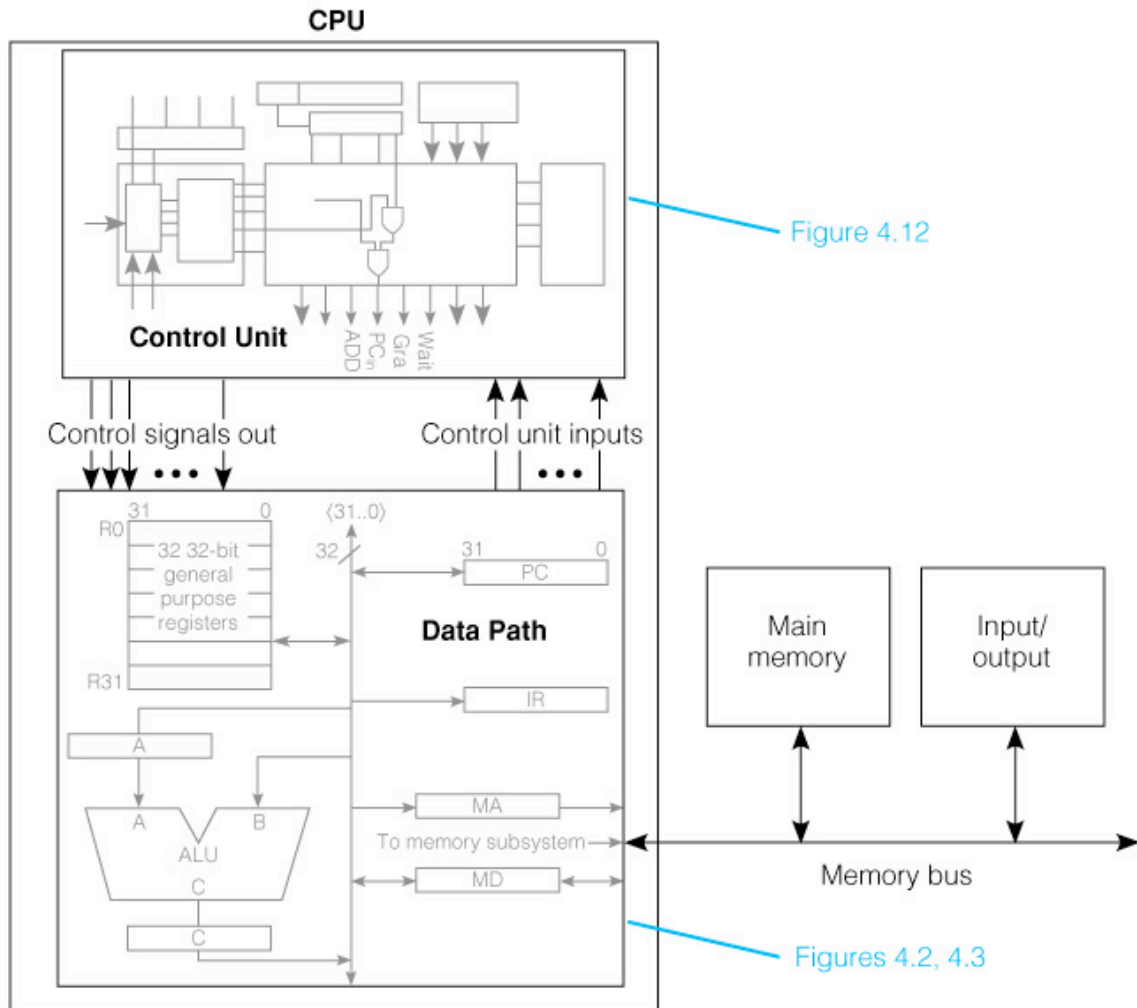 CPU
Figure 4.12
Control Unit
ADD
PCin
Gra
Wait
Control signals out
Control unit inputs
• • •
• • •
31 0
R0
32 32-bit
general
purpose
registers
R31
⟨31..0⟩
32
31 0
PC
Data Path
IR
A
A B
ALU
C
C
MA
To memory subsystem
MD
Main
memory
Input/
output
Memory bus
Figures 4.2, 4.3